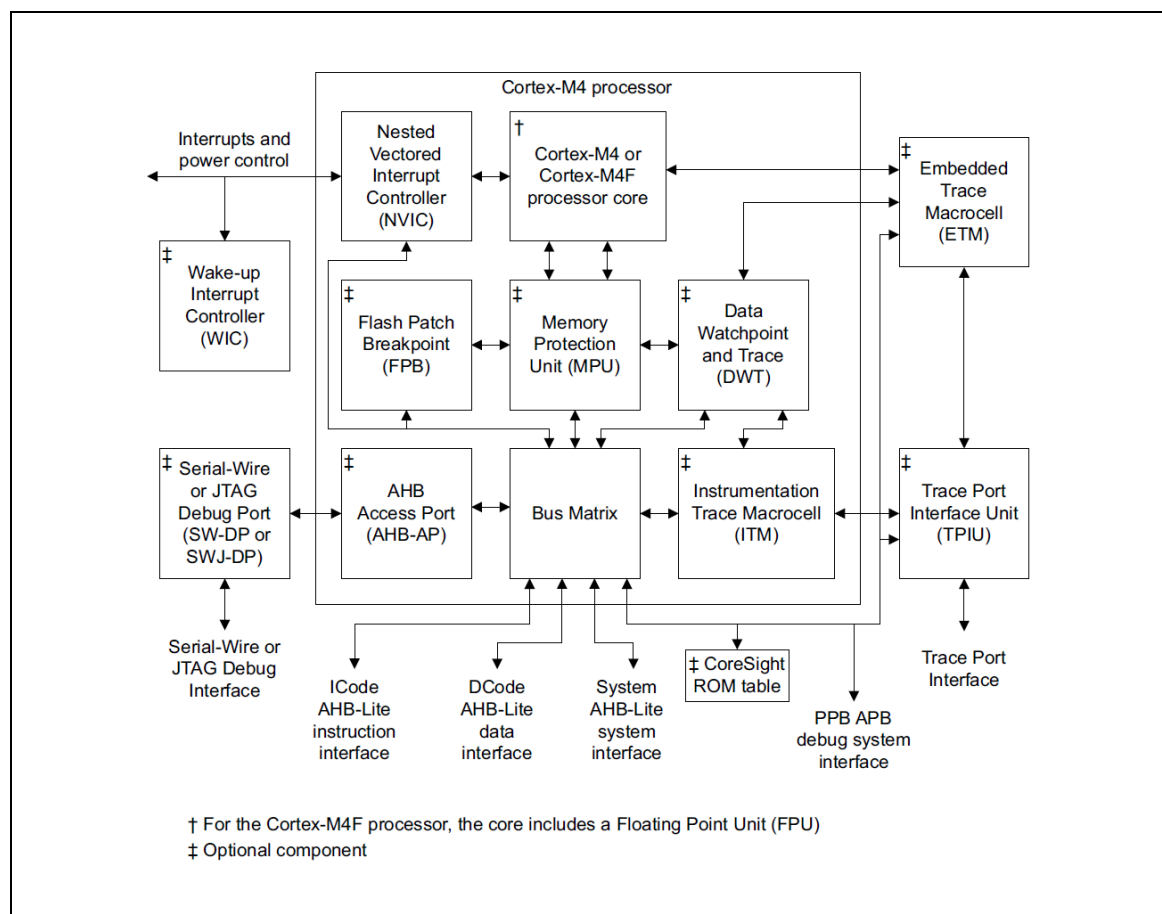 Cortex-M4 processor
Interrupts and
power control
Nested
Vectored
Interrupt
Controller
(NVIC)
†
Cortex-M4 or
Cortex-M4F
processor core
‡
Embedded
Trace
Macrocell
(ETM)
‡
Wake-up
Interrupt
Controller
(WIC)
‡
Flash Patch
Breakpoint
(FPB)
‡
Memory
Protection
Unit (MPU)
‡
Data
Watchpoint
and Trace
(DWT)
‡
Serial-Wire
or JTAG
Debug Port
(SW-DP or
SWJ-DP)
‡
AHB
Access Port
(AHB-AP)
Bus Matrix
‡
Instrumentation
Trace Macrocell
(ITM)
‡
Trace Port
Interface Unit
(TPIU)
Serial-Wire or
JTAG Debug
Interface
ICode
AHB-Lite
instruction
interface
DCode
AHB-Lite
data
interface
System
AHB-Lite
system
interface
‡ CoreSight
ROM table
PPB APB
debug system
interface
Trace Port
Interface
† For the Cortex-M4F processor, the core includes a Floating Point Unit (FPU)
‡ Optional component